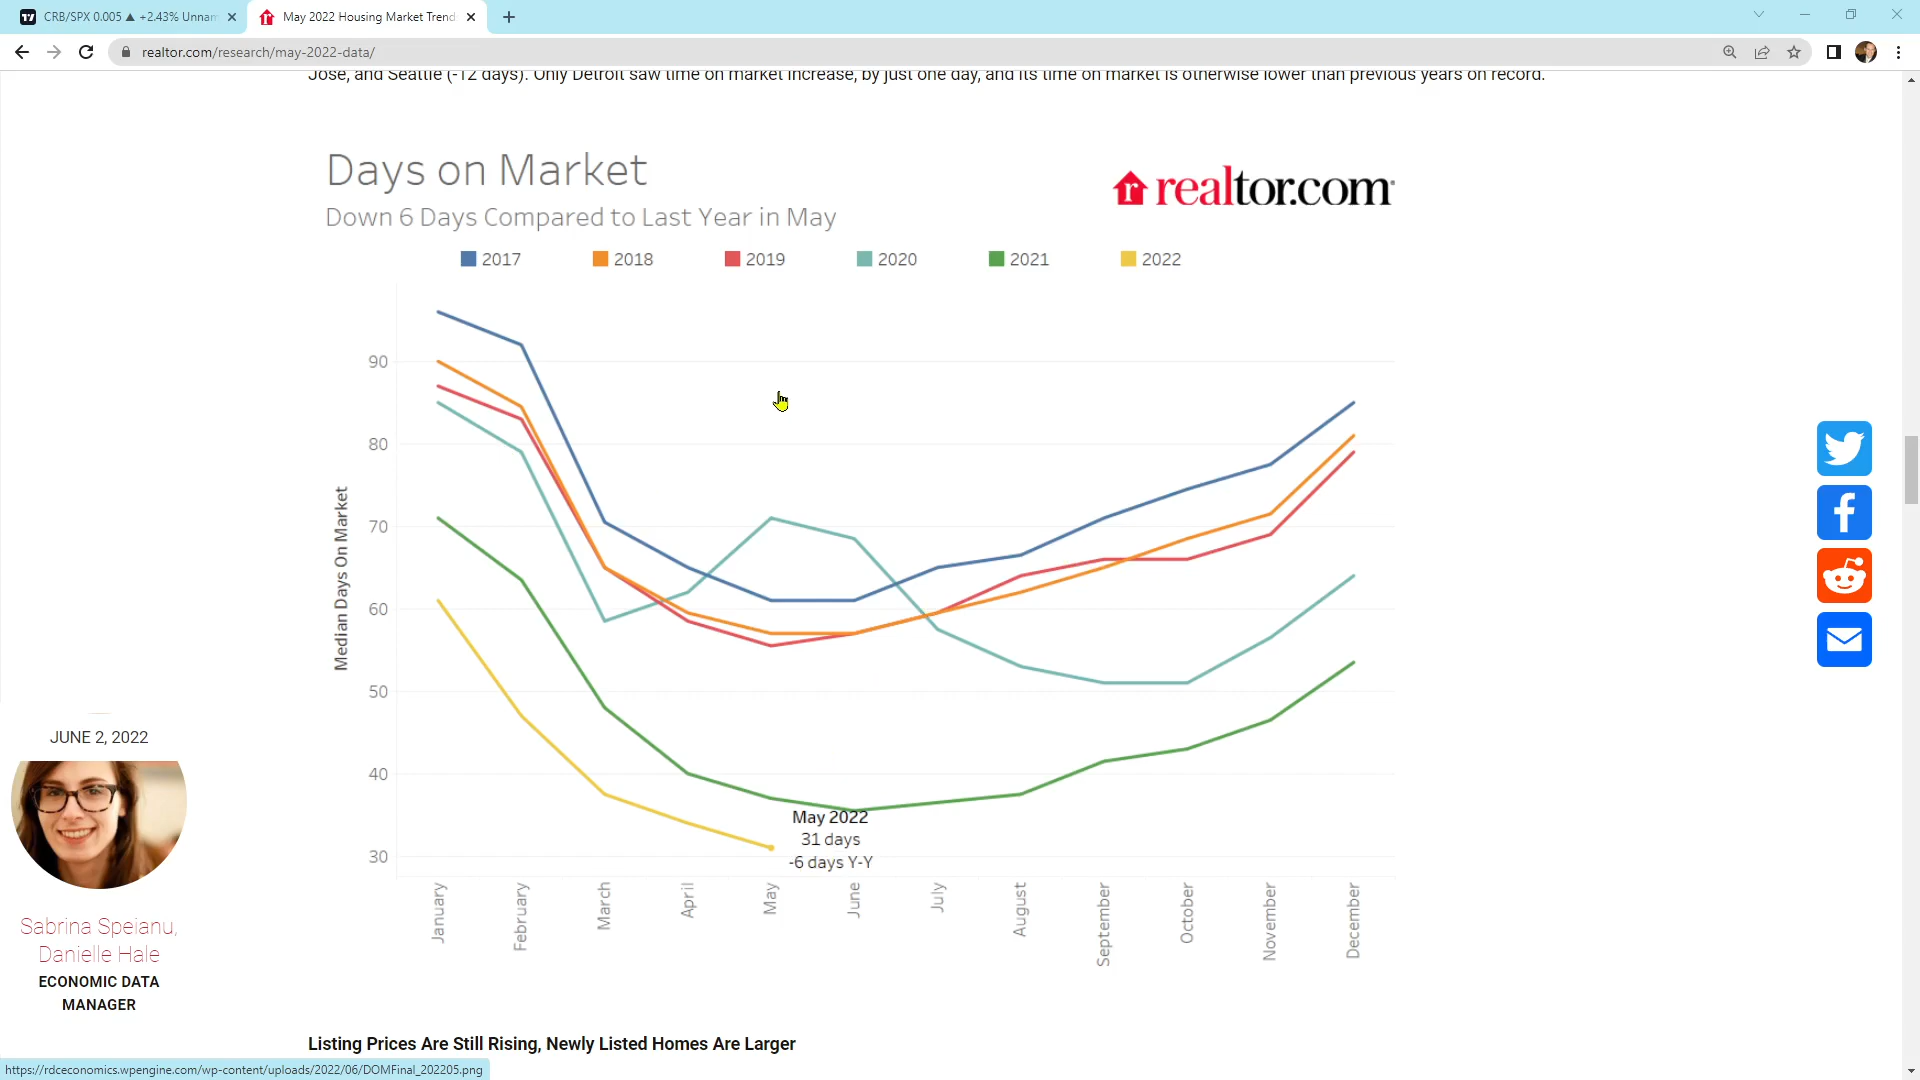 CRB/SPX 0.005 ▲ +2.43% Unnam
May 2022 Housing Market Trend
realtor.com/research/may-2022-data/
Jose, and Seattle (-12 days). Only Detroit saw time on market increase, by just one day, and its time on market is otherwise lower than previous years on record.
Days on Market
realtor.com
Down 6 Days Compared to Last Year in May
2017 2018 2019 2020 2021 2022
Median Days On Market
90
80
70
60
50
40
30
May 2022
31 days
-6 days Y-Y
January February March April May June July August September October November December
JUNE 2, 2022
Sabrina Speianu,
Danielle Hale
ECONOMIC DATA
MANAGER
Listing Prices Are Still Rising, Newly Listed Homes Are Larger
https://rdceconomics.wpengine.com/wp-content/uploads/2022/06/DOMFinal_202205.png